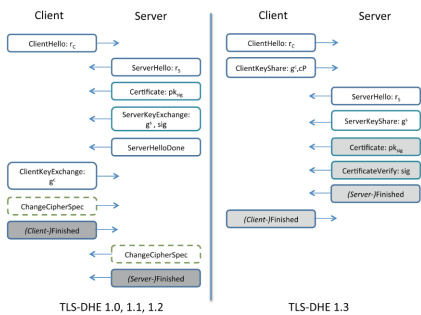 Client Server
ClientHello: r_C
ServerHello: r_S
Certificate: pk_sig
ServerKeyExchange:
g^s , sig
ServerHelloDone
ClientKeyExchange:
g^c
ChangeCipherSpec
(Client-)Finished
ChangeCipherSpec
(Server-)Finished
TLS-DHE 1.0, 1.1, 1.2
Client Server
ClientHello: r_C
ClientKeyShare: g^c,cP
ServerHello: r_S
ServerKeyShare: g^s
Certificate: pk_sig
CertificateVerify: sig
(Server-)Finished
(Client-)Finished
TLS-DHE 1.3